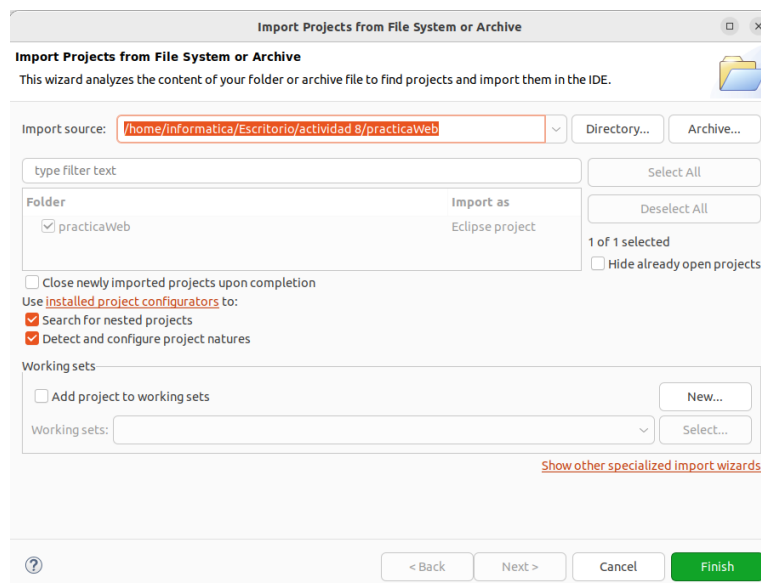 Import Projects from File System or Archive
Import Projects from File System or Archive
This wizard analyzes the content of your folder or archive file to find projects and import them in the IDE.
Import source: /home/informatica/Escritorio/actividad 8/practicaWeb Directory... Archive...
type filter text Select All
Folder Import as
Deselect All
practicaWeb Eclipse project
1 of 1 selected
Hide already open projects
Close newly imported projects upon completion
Use installed project configurators to:
Search for nested projects
Detect and configure project natures
Working sets
Add project to working sets New...
Working sets: Select...
Show other specialized import wizards
? < Back Next > Cancel Finish